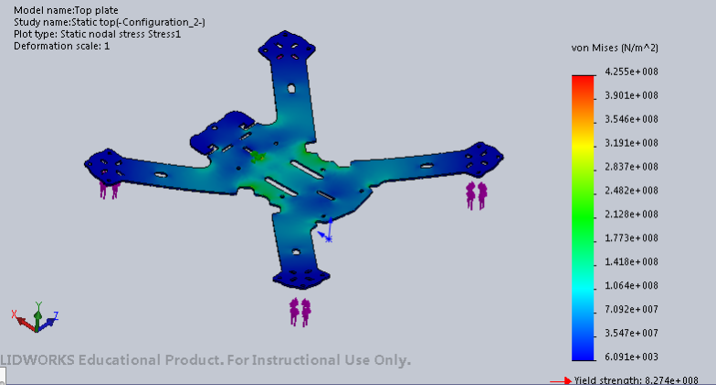 Model name:Top plate
Study name:Static top(-Configuration_2-)
Plot type: Static nodal stress Stress1
Deformation scale: 1
von Mises (N/m^2)
4.255e+008
3.901e+008
3.546e+008
3.191e+008
2.837e+008
2.482e+008
2.128e+008
1.773e+008
1.418e+008
1.064e+008
7.092e+007
3.547e+007
6.091e+003
Yield strength: 8.274e+008
X
Y
Z
LIDWORKS Educational Product. For Instructional Use Only.